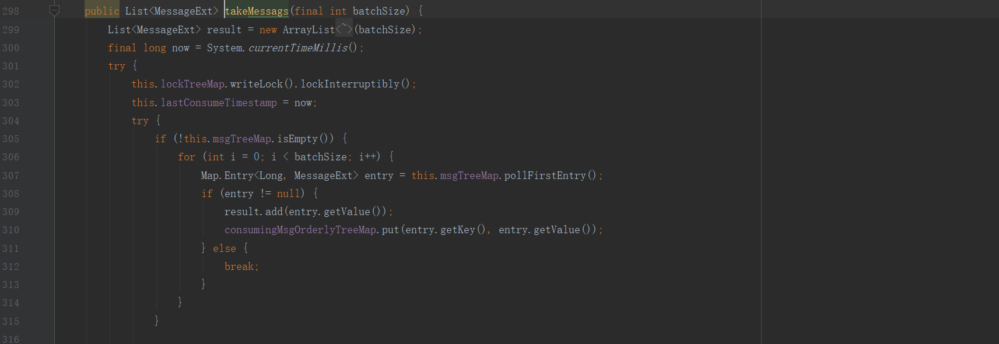 298 public List<MessageExt> takeMessags(final int batchSize) {
299 List<MessageExt> result = new ArrayList<~>(batchSize);
300 final long now = System.currentTimeMillis();
301 try {
302 this.lockTreeMap.writeLock().lockInterruptibly();
303 this.lastConsumeTimestamp = now;
304 try {
305 if (!this.msgTreeMap.isEmpty()) {
306 for (int i = 0; i < batchSize; i++) {
307 Map.Entry<Long, MessageExt> entry = this.msgTreeMap.pollFirstEntry();
308 if (entry != null) {
309 result.add(entry.getValue());
310 consumingMsgOrderlyTreeMap.put(entry.getKey(), entry.getValue());
311 } else {
312 break;
313 }
314 }
315 }
316